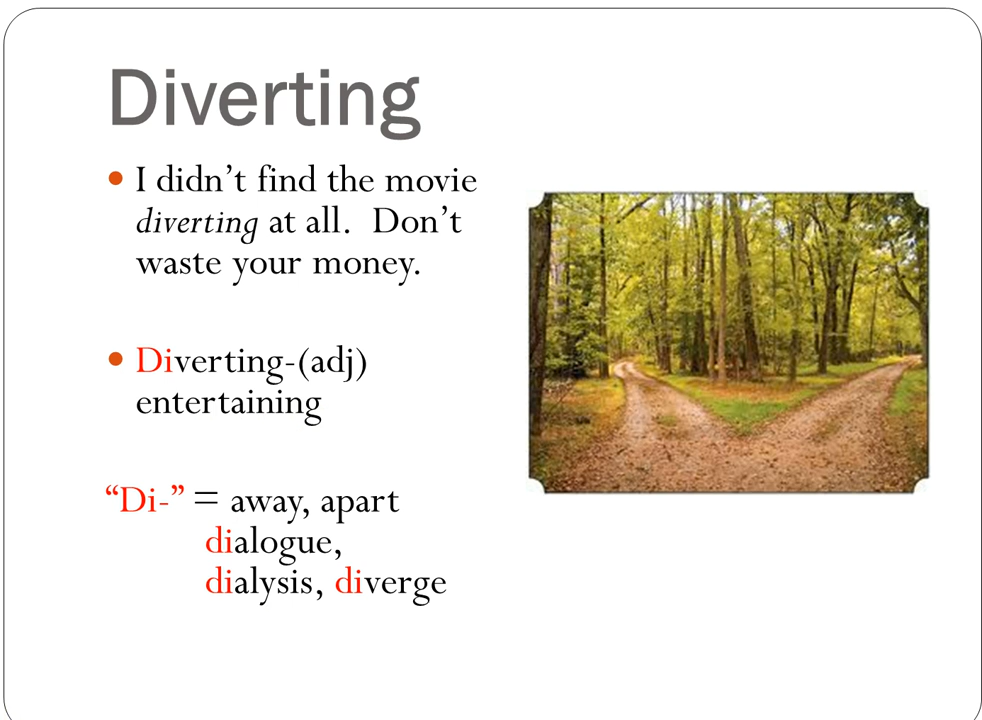 Diverting
I didn’t find the movie
diverting at all.  Don’t
waste your money.
Diverting-(adj)
entertaining
“Di-” = away, apart
dialogue,
dialysis, diverge